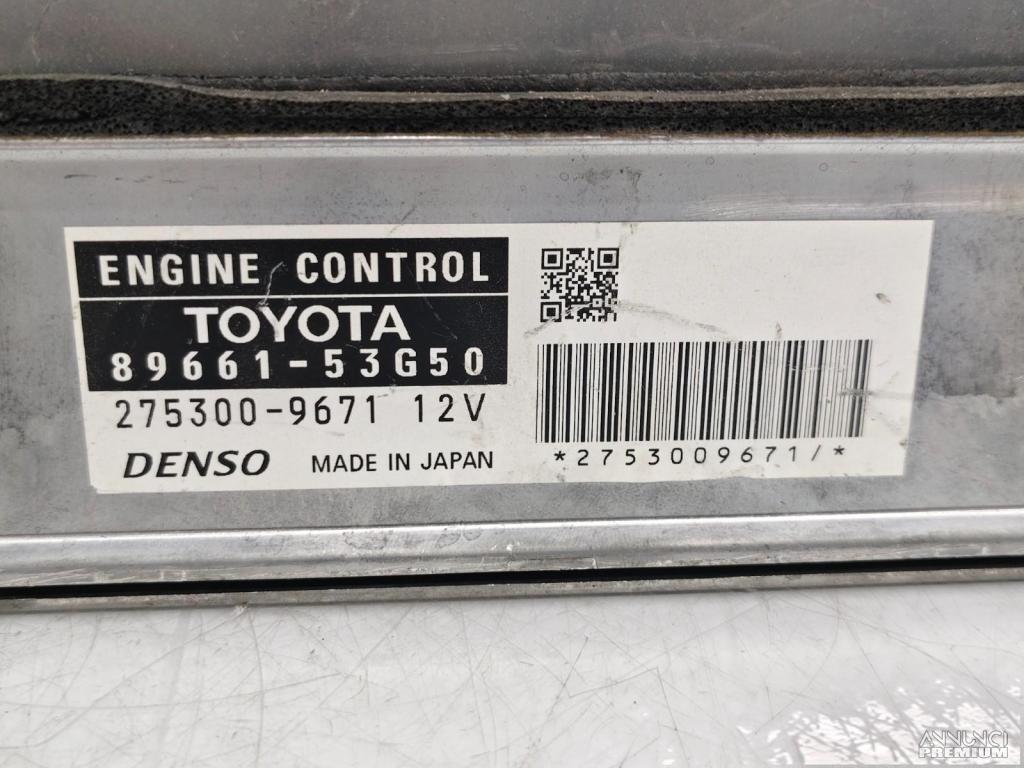 ENGINE CONTROL
TOYOTA
89661-53G50
275300-9671 12V
DENSO MADE IN JAPAN
*2753009671/*
ANNUNCI
PREMIUM